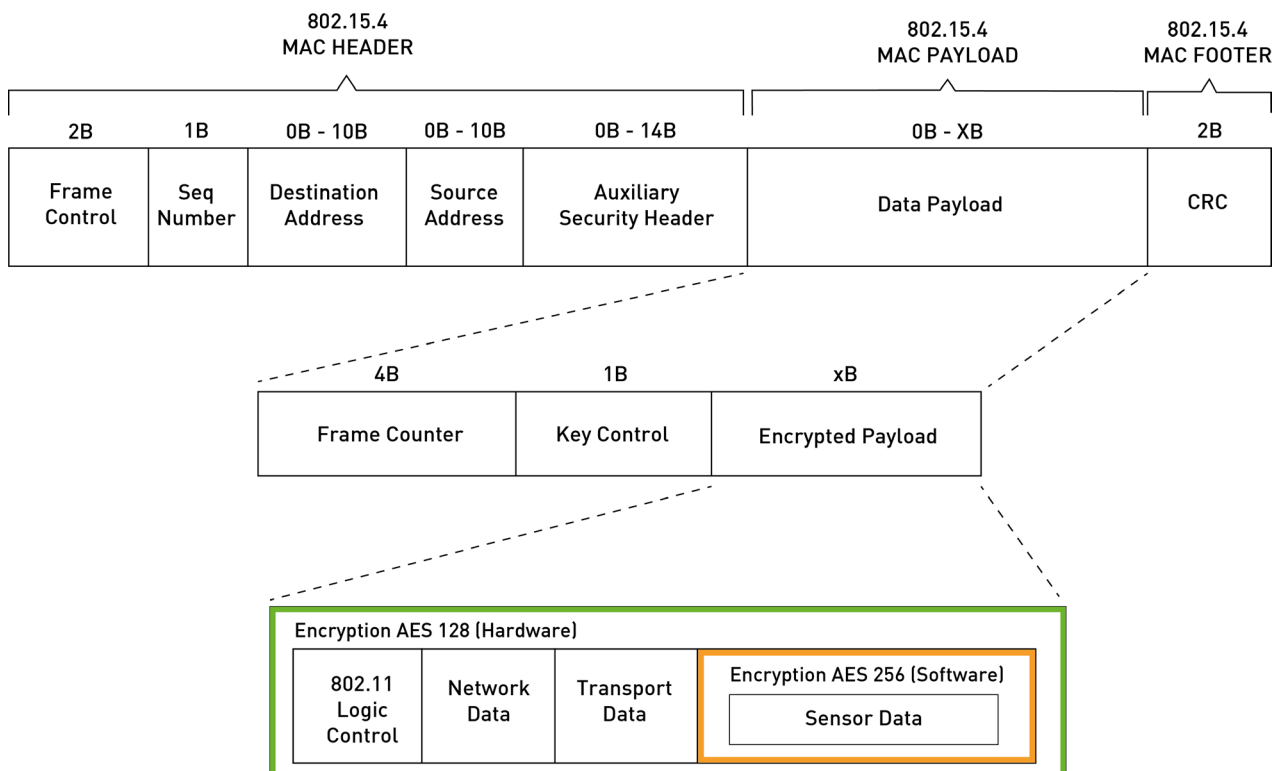 802.15.4
MAC HEADER
802.15.4
MAC PAYLOAD
802.15.4
MAC FOOTER
2B
1B
0B - 10B
0B - 10B
0B - 14B
0B - XB
2B
Frame
Control
Seq
Number
Destination
Address
Source
Address
Auxiliary
Security Header
Data Payload
CRC
4B
1B
xB
Frame Counter
Key Control
Encrypted Payload
Encryption AES 128 (Hardware)
802.11
Logic
Control
Network
Data
Transport
Data
Encryption AES 256 (Software)
Sensor Data